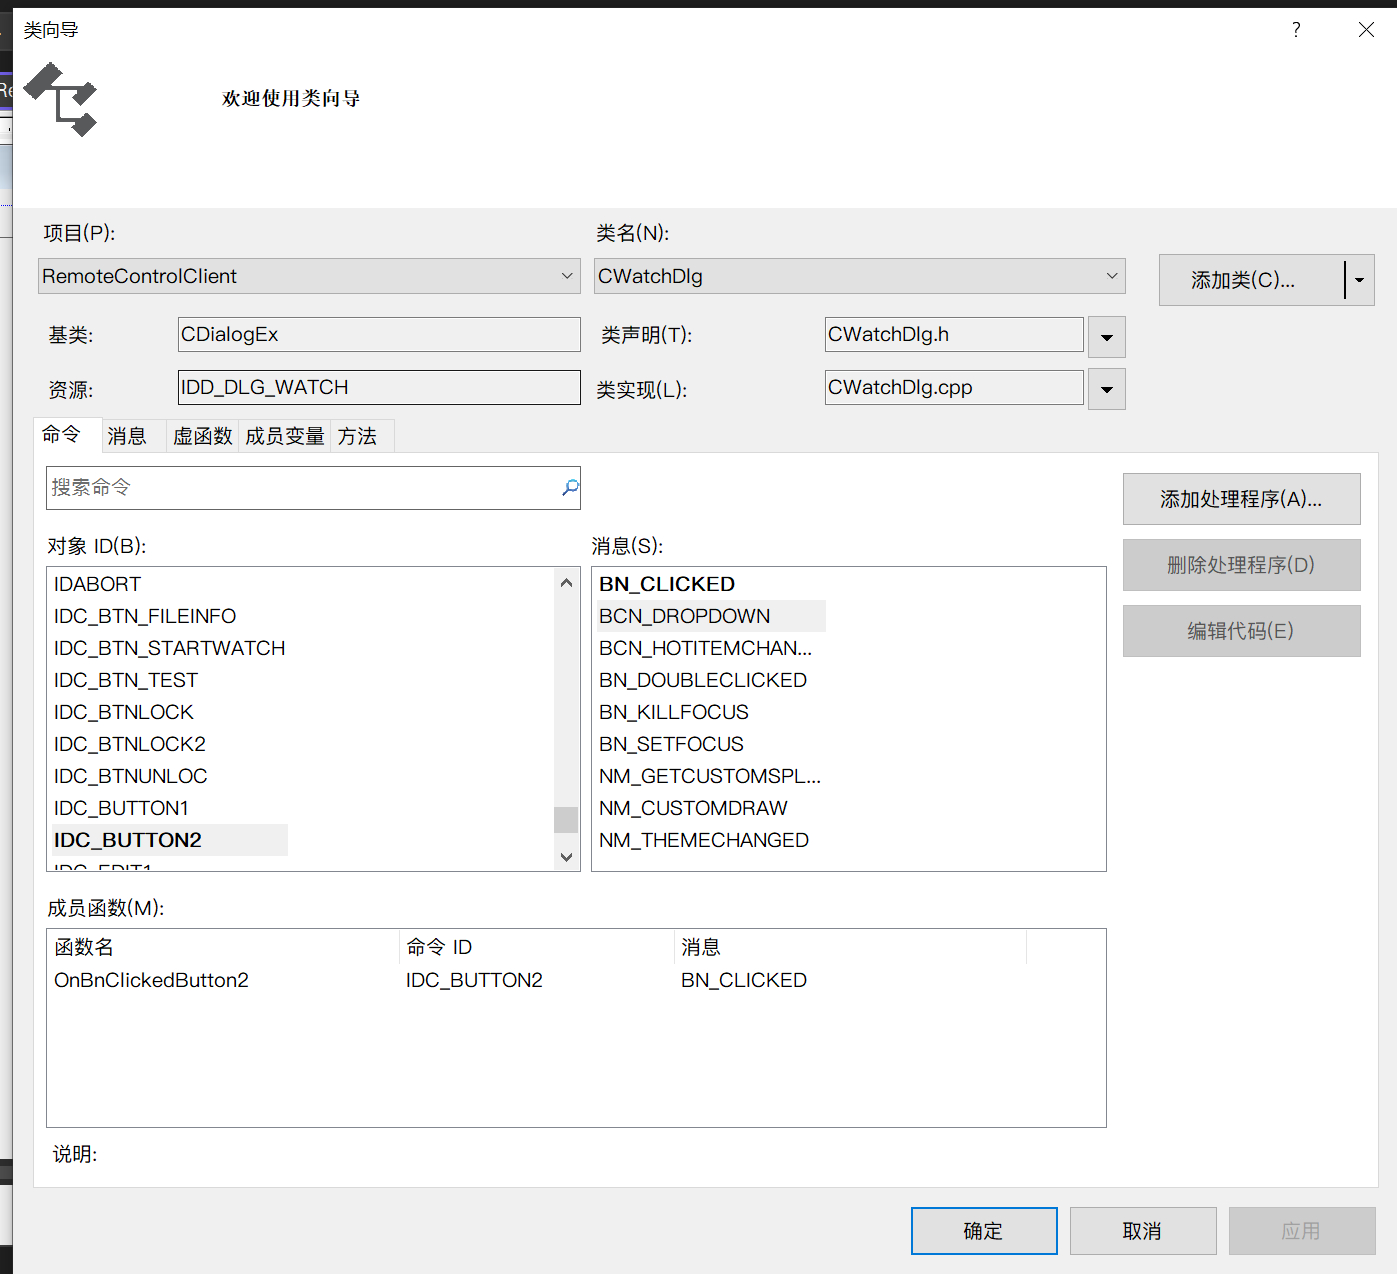 类向导
欢迎使用类向导
项目(P):
类名(N):
RemoteControlClient
CWatchDlg
添加类(C)...
基类:
CDialogEx
类声明(T):
CWatchDlg.h
资源:
IDD_DLG_WATCH
类实现(L):
CWatchDlg.cpp
命令 消息 虚函数 成员变量 方法
搜索命令
添加处理程序(A)...
删除处理程序(D)
编辑代码(E)
对象 ID(B):
IDABORT
IDC_BTN_FILEINFO
IDC_BTN_STARTWATCH
IDC_BTN_TEST
IDC_BTNLOCK
IDC_BTNLOCK2
IDC_BTNUNLOC
IDC_BUTTON1
IDC_BUTTON2
IDC_EDIT1
消息(S):
BN_CLICKED
BCN_DROPDOWN
BCN_HOTITEMCHAN...
BN_DOUBLECLICKED
BN_KILLFOCUS
BN_SETFOCUS
NM_GETCUSTOMSPL...
NM_CUSTOMDRAW
NM_THEMECHANGED
成员函数(M):
函数名 命令 ID 消息
OnBnClickedButton2 IDC_BUTTON2 BN_CLICKED
说明:
确定 取消 应用